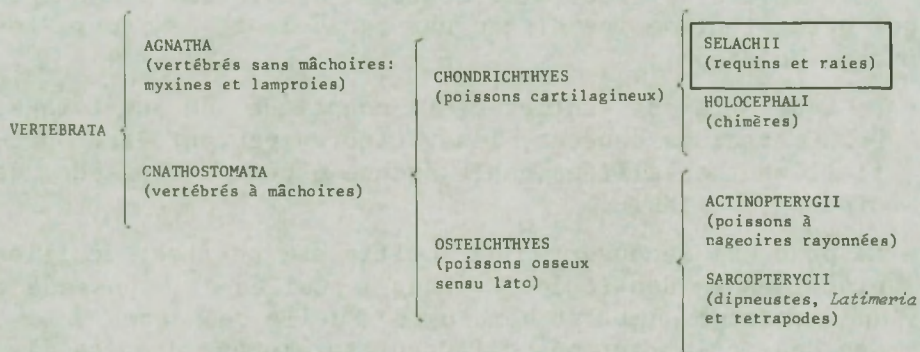 VERTEBRATA
AGNATHA
(vertébrés sans mâchoires:
myxines et lamproies)
GNATHOSTOMATA
(vertébrés à mâchoires)
CHONDRICHTHYES
(poissons cartilagineux)
OSTEICHTHYES
(poissons osseux
sensu lato)
SELACHII
(requins et raies)
HOLOCEPHALI
(chimères)
ACTINOPTERYGII
(poissons à
nageoires rayonnées)
SARCOPTERYGII
(dipneustes, Latimeria
et tetrapodes)